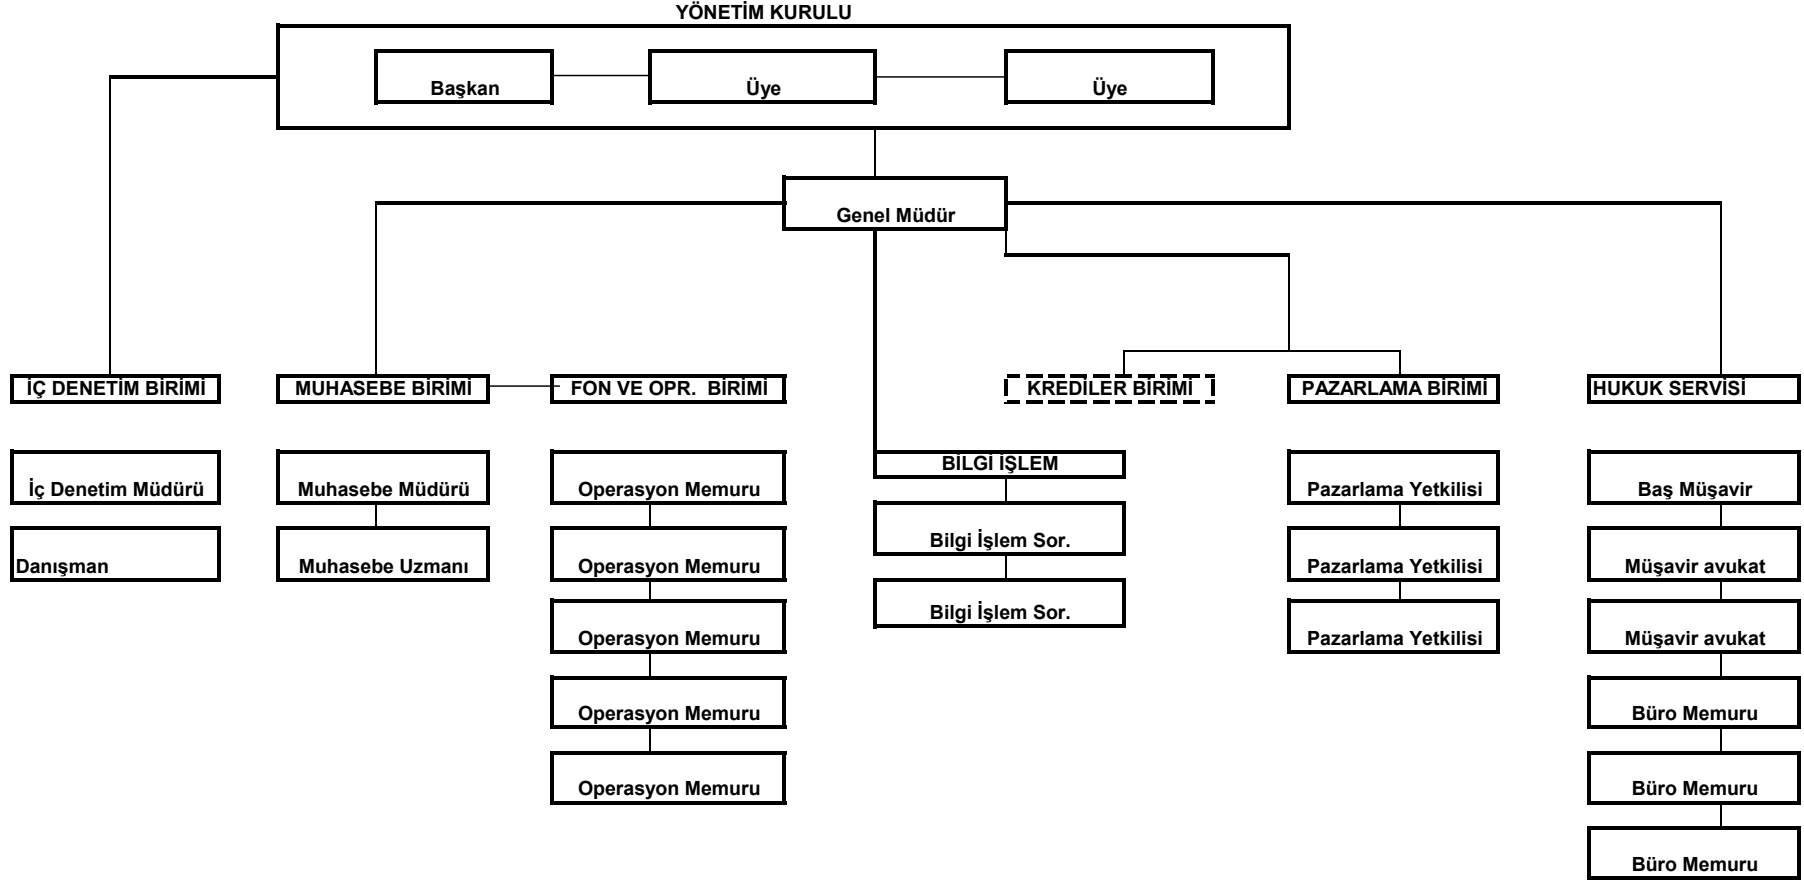 YÖNETİM KURULU
Başkan
Üye
Üye
Genel Müdür
İÇ DENETİM BİRİMİ
MUHASEBE BİRİMİ
FON VE OPR.  BİRİMİ
KREDİLER BİRİMİ
PAZARLAMA BİRİMİ
HUKUK SERVİSİ
BİLGİ İŞLEM
İç Denetim Müdürü
Muhasebe Müdürü
Operasyon Memuru
Pazarlama Yetkilisi
Baş Müşavir
Bilgi İşlem Sor.
Danışman
Muhasebe Uzmanı
Operasyon Memuru
Pazarlama Yetkilisi
Müşavir avukat
Bilgi İşlem Sor.
Operasyon Memuru
Pazarlama Yetkilisi
Müşavir avukat
Operasyon Memuru
Büro Memuru
Operasyon Memuru
Büro Memuru
Büro Memuru